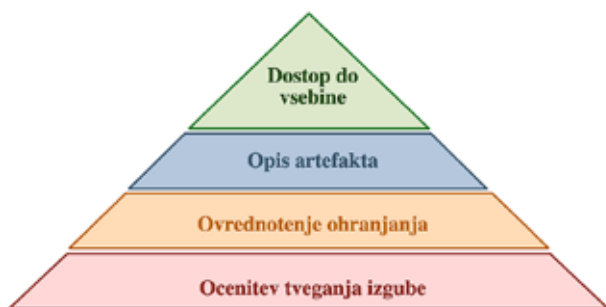 Dostop do
vsebine
Opis artefakta
Ovrednotenje ohranjanja
Ocenitev tveganja izgube